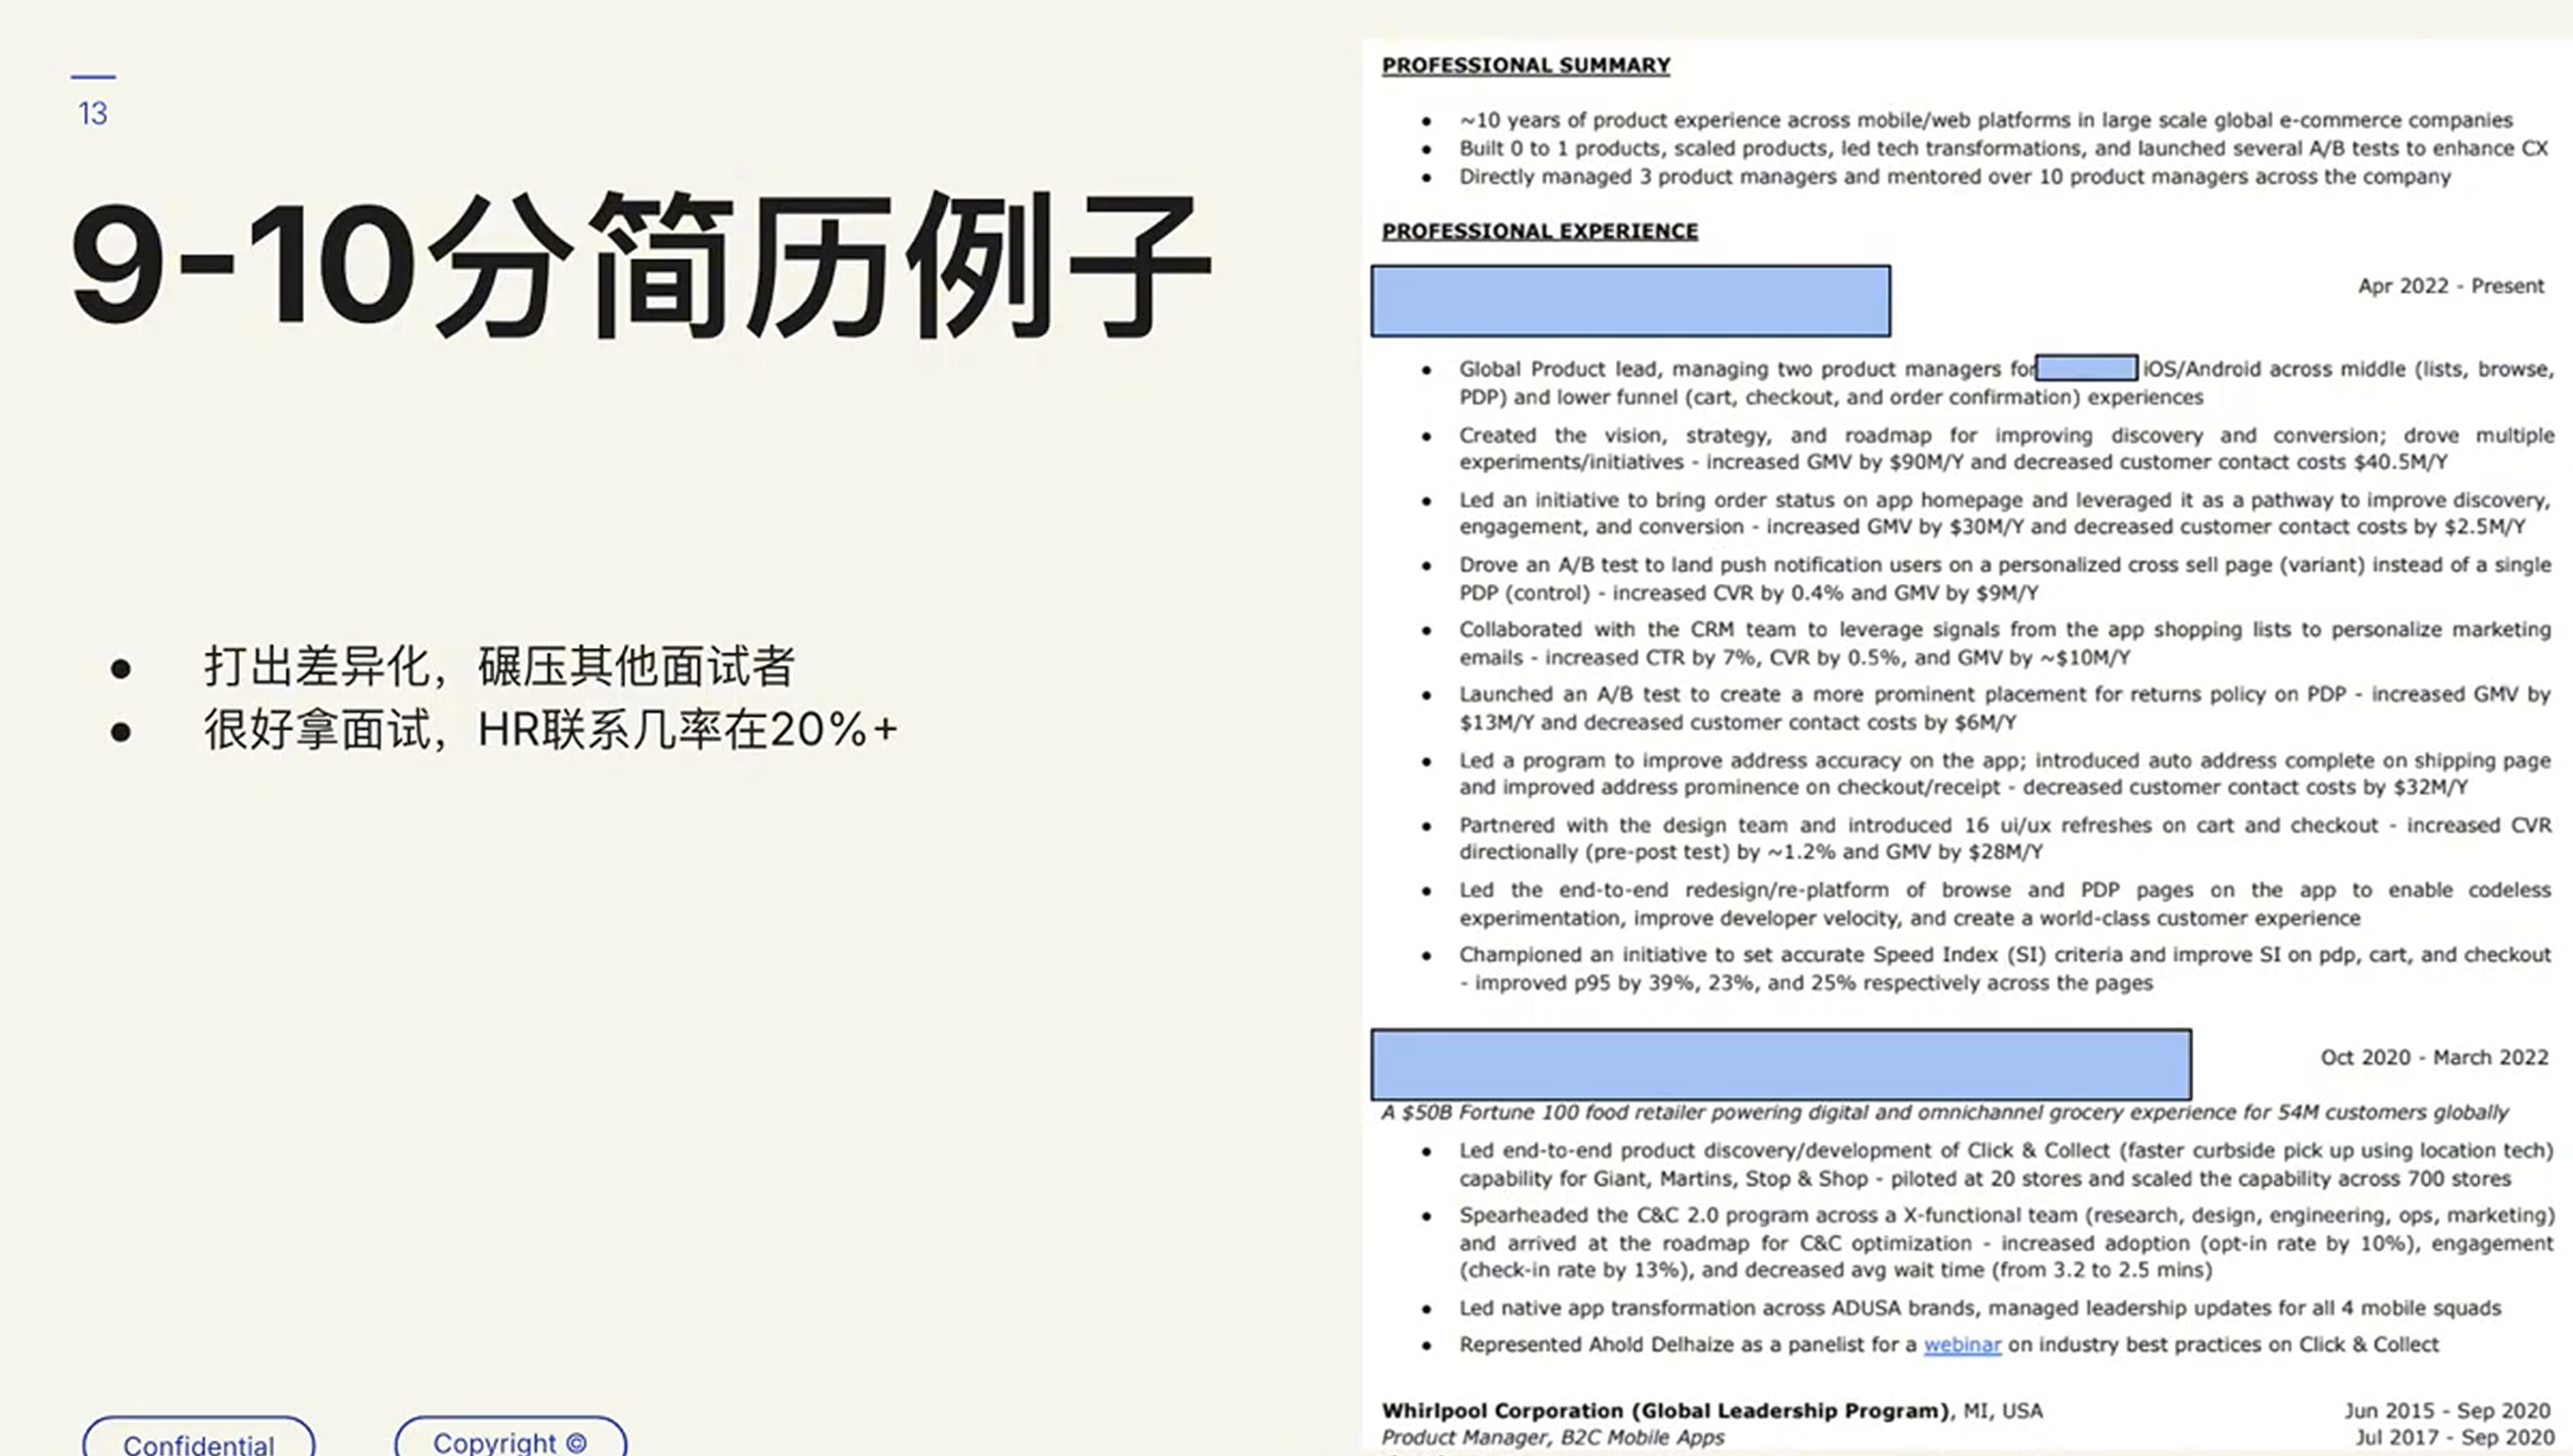 13
9-10分简历例子
● 打出差异化，碾压其他面试者
● 很好拿面试，HR联系几率在20%+
Confidential
Copyright ©
PROFESSIONAL SUMMARY
● ~10 years of product experience across mobile/web platforms in large scale global e-commerce companies
● Built 0 to 1 products, scaled products, led tech transformations, and launched several A/B tests to enhance CX
● Directly managed 3 product managers and mentored over 10 product managers across the company
PROFESSIONAL EXPERIENCE
Apr 2022 - Present
● Global Product lead, managing two product managers for iOS/Android across middle (lists, browse,
PDP) and lower funnel (cart, checkout, and order confirmation) experiences
● Created the vision, strategy, and roadmap for improving discovery and conversion; drove multiple
experiments/initiatives - increased GMV by $90M/Y and decreased customer contact costs $40.5M/Y
● Led an initiative to bring order status on app homepage and leveraged it as a pathway to improve discovery,
engagement, and conversion - increased GMV by $30M/Y and decreased customer contact costs by $2.5M/Y
● Drove an A/B test to land push notification users on a personalized cross sell page (variant) instead of a single
PDP (control) - increased CVR by 0.4% and GMV by $9M/Y
● Collaborated with the CRM team to leverage signals from the app shopping lists to personalize marketing
emails - increased CTR by 7%, CVR by 0.5%, and GMV by ~$10M/Y
● Launched an A/B test to create a more prominent placement for returns policy on PDP - increased GMV by
$13M/Y and decreased customer contact costs by $6M/Y
● Led a program to improve address accuracy on the app; introduced auto address complete on shipping page
and improved address prominence on checkout/receipt - decreased customer contact costs by $32M/Y
● Partnered with the design team and introduced 16 ui/ux refreshes on cart and checkout - increased CVR
directionally (pre-post test) by ~1.2% and GMV by $28M/Y
● Led the end-to-end redesign/re-platform of browse and PDP pages on the app to enable codeless
experimentation, improve developer velocity, and create a world-class customer experience
● Championed an initiative to set accurate Speed Index (SI) criteria and improve SI on pdp, cart, and checkout
- improved p95 by 39%, 23%, and 25% respectively across the pages
Oct 2020 - March 2022
A $50B Fortune 100 food retailer powering digital and omnichannel grocery experience for 54M customers globally
● Led end-to-end product discovery/development of Click & Collect (faster curbside pick up using location tech)
capability for Giant, Martins, Stop & Shop - piloted at 20 stores and scaled the capability across 700 stores
● Spearheaded the C&C 2.0 program across a X-functional team (research, design, engineering, ops, marketing)
and arrived at the roadmap for C&C optimization - increased adoption (opt-in rate by 10%), engagement
(check-in rate by 13%), and decreased avg wait time (from 3.2 to 2.5 mins)
● Led native app transformation across ADUSA brands, managed leadership updates for all 4 mobile squads
● Represented Ahold Delhaize as a panelist for a webinar on industry best practices on Click & Collect
Whirlpool Corporation (Global Leadership Program), MI, USA Jun 2015 - Sep 2020
Product Manager, B2C Mobile Apps Jul 2017 - Sep 2020